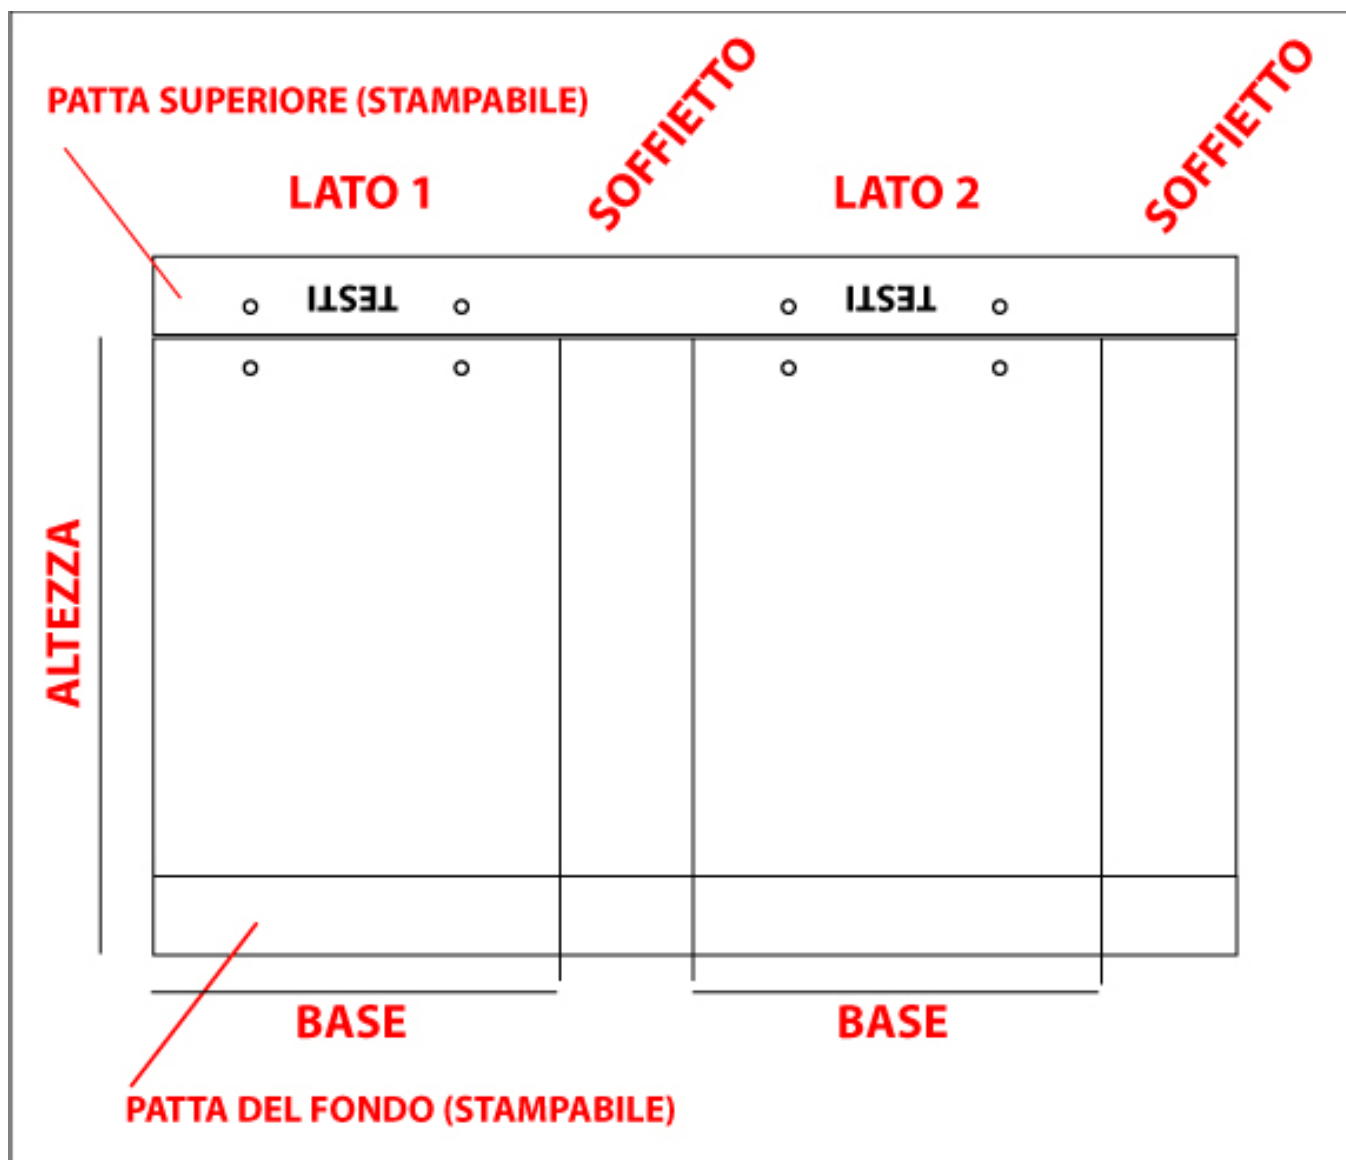 PATTA SUPERIORE (STAMPABILE)
SOFFIETTO
SOFFIETTO
LATO 1
LATO 2
TESTI
TESTI
ALTEZZA
BASE
BASE
PATTA DEL FONDO (STAMPABILE)